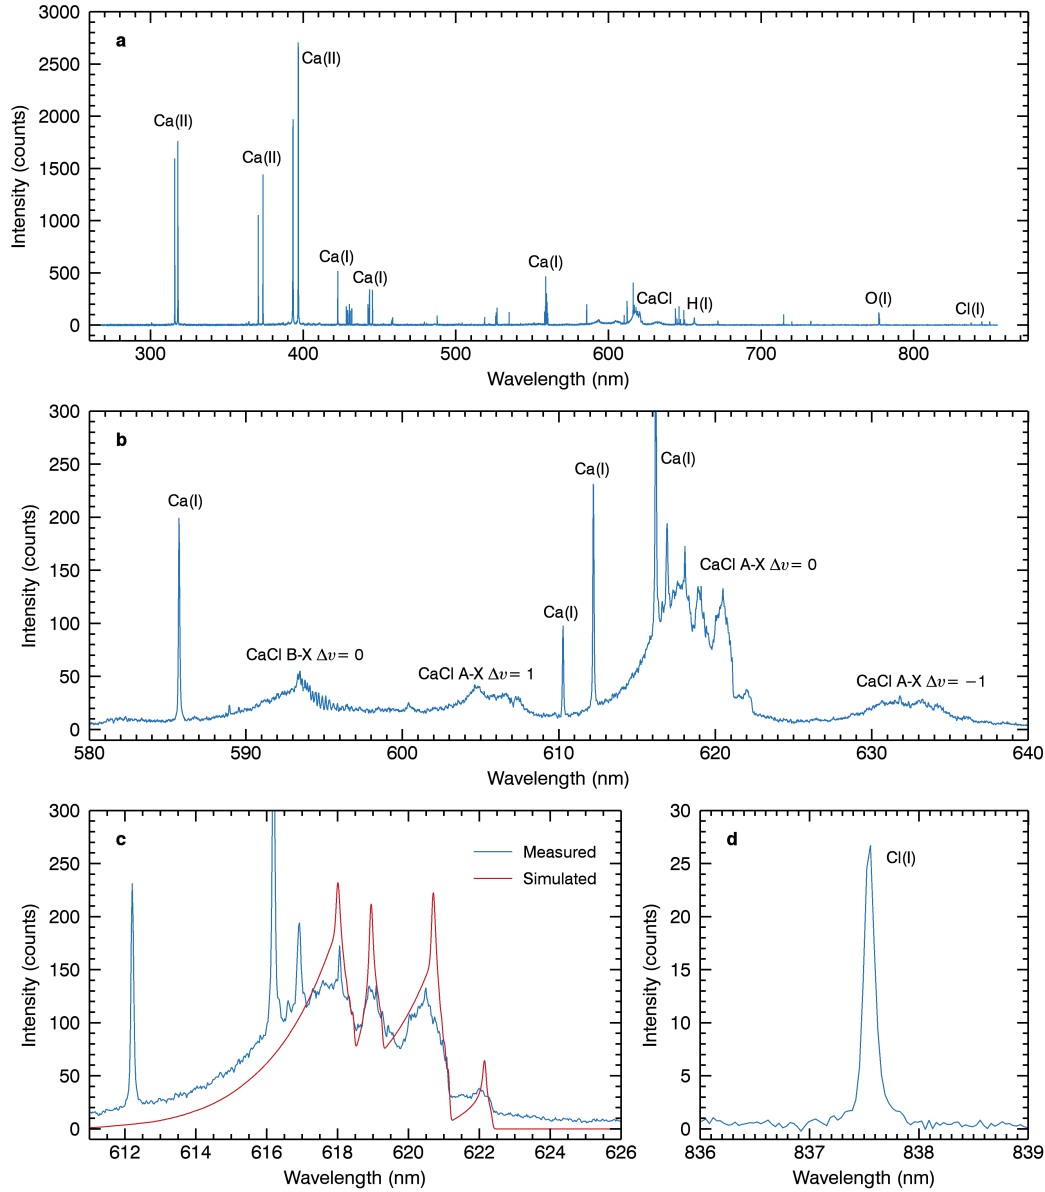 a
3000
2500
2000
1500
1000
500
0
Intensity (counts)
Ca(II)
Ca(II)
Ca(II)
Ca(I)
Ca(I)
Ca(I)
CaCl
H(I)
O(I)
Cl(I)
300 400 500 600 700 800
Wavelength (nm)
b
300
250
200
150
100
50
0
Intensity (counts)
Ca(I)
CaCl B-X Δν = 0
CaCl A-X Δν = 1
Ca(I)
Ca(I)
Ca(I)
CaCl A-X Δν = 0
CaCl A-X Δν = −1
580 590 600 610 620 630 640
Wavelength (nm)
c
300
250
200
150
100
50
0
Intensity (counts)
Measured
Simulated
612 614 616 618 620 622 624 626
Wavelength (nm)
d
30
25
20
15
10
5
0
Intensity (counts)
Cl(I)
836 837 838 839
Wavelength (nm)